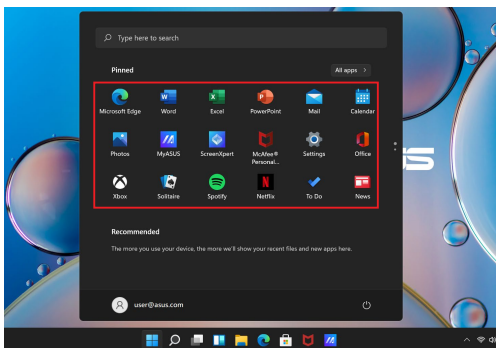 Type here to search
Pinned
All apps >
Microsoft Edge
Word
Excel
PowerPoint
Mail
Calendar
Photos
MyASUS
ScreenXpert
McAfee®
Personal...
Settings
Office
Xbox
Solitaire
Spotify
Netflix
To Do
News
Recommended
The more you use your device, the more we'll show your recent files and new apps here.
user@asus.com